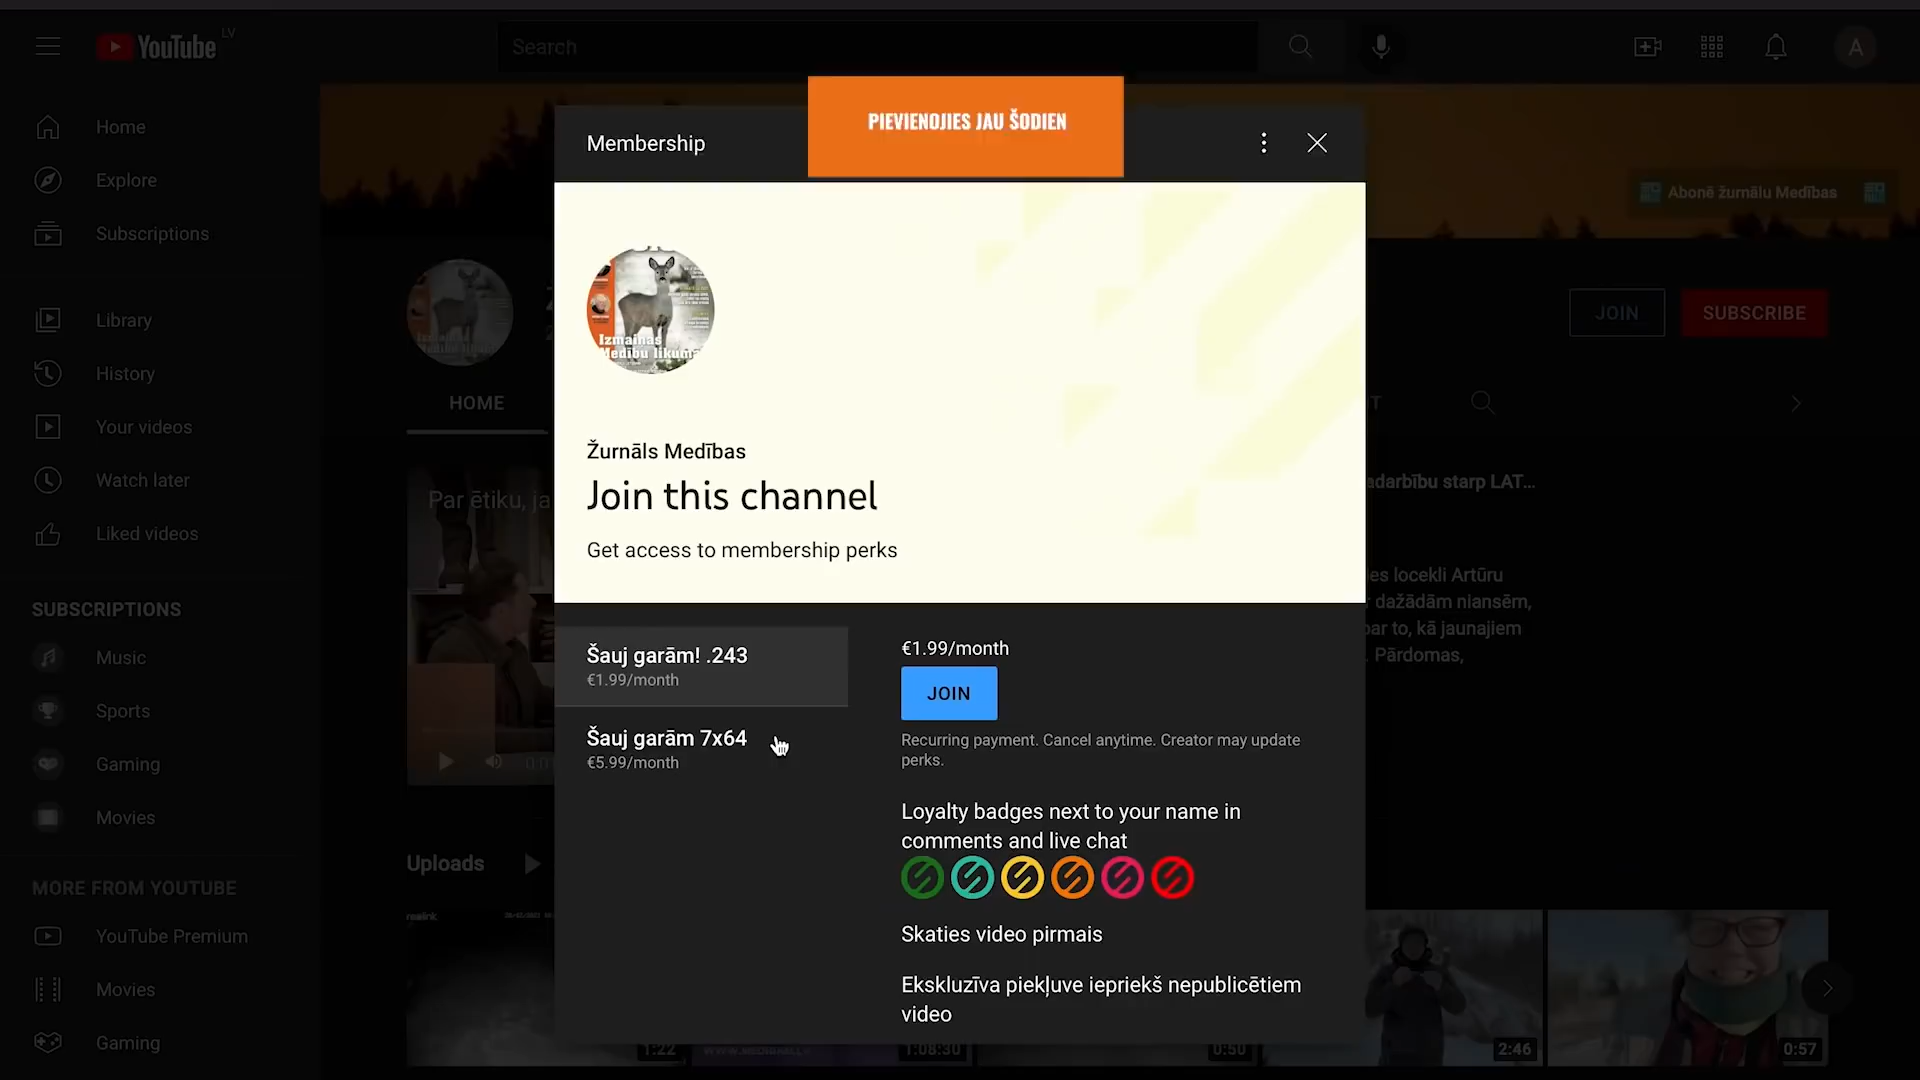 YouTube LV
Search
A
PIEVIENOJIES JAU ŠODIEN
Membership
Home
Explore
Subscriptions
Library
History
Your videos
Watch later
Liked videos
SUBSCRIPTIONS
Music
Sports
Gaming
Movies
MORE FROM YOUTUBE
YouTube Premium
Movies
Gaming
Abonē žurnālu Medības
JOIN
SUBSCRIBE
HOME
Izmaiņas
Medību likumā
Žurnāls Medības
Join this channel
Get access to membership perks
Par ētiku, ja
adarbību starp LAT...
es locekli Artūru
dažādām niansēm,
par to, kā jaunajiem
. Pārdomas,
Šauj garām! .243
€1.99/month
Šauj garām 7x64
€5.99/month
€1.99/month
JOIN
Recurring payment. Cancel anytime. Creator may update
perks.
Loyalty badges next to your name in
comments and live chat
Skaties video pirmais
Ekskluzīva piekļuve iepriekš nepublicētiem
video
Uploads
reolink
1:22
1:08:30
0:50
2:46
0:57